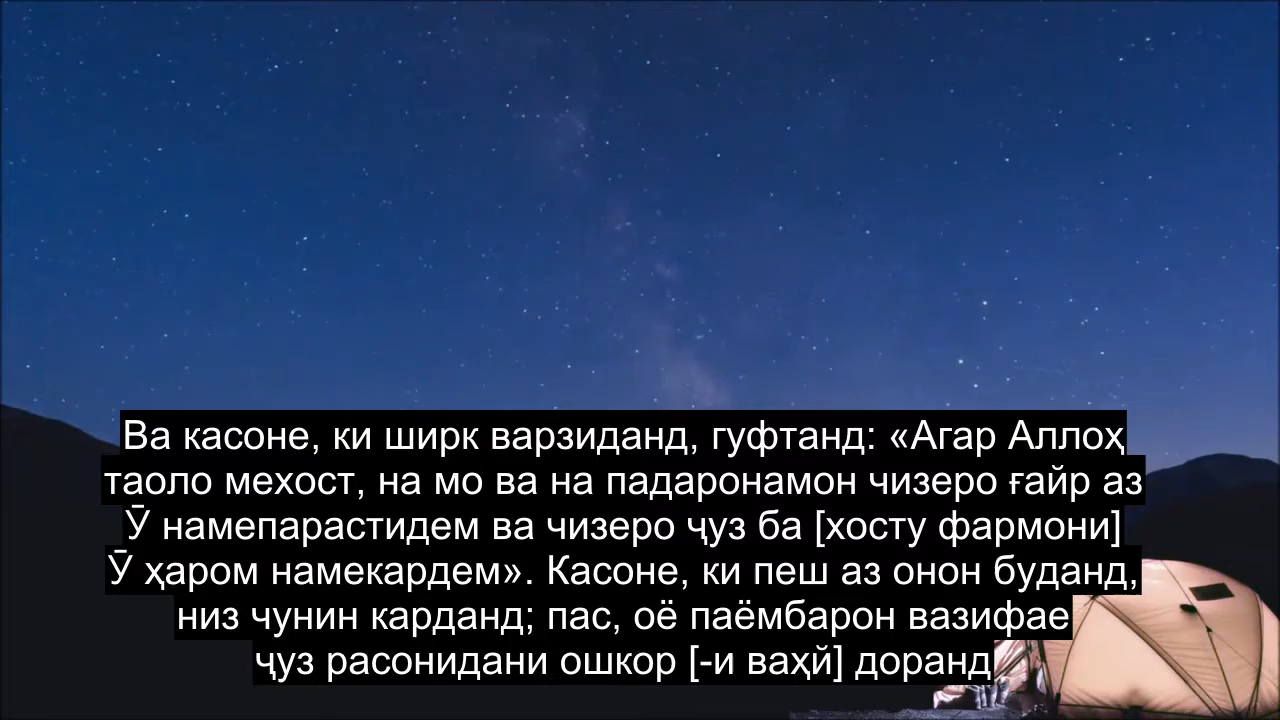 Ва касоне, ки ширк варзиданд, гуфтанд: «Агар Аллоҳ
таоло мехост, на мо ва на падаронамон чизеро ғайр аз
Ӯ намепарастидем ва чизеро ҷуз ба [хосту фармони]
Ӯ ҳаром намекардем». Касоне, ки пеш аз онон буданд,
низ чунин карданд; пас, оё паёмбарон вазифае
ҷуз расонидани ошкор [-и ваҳй] доранд